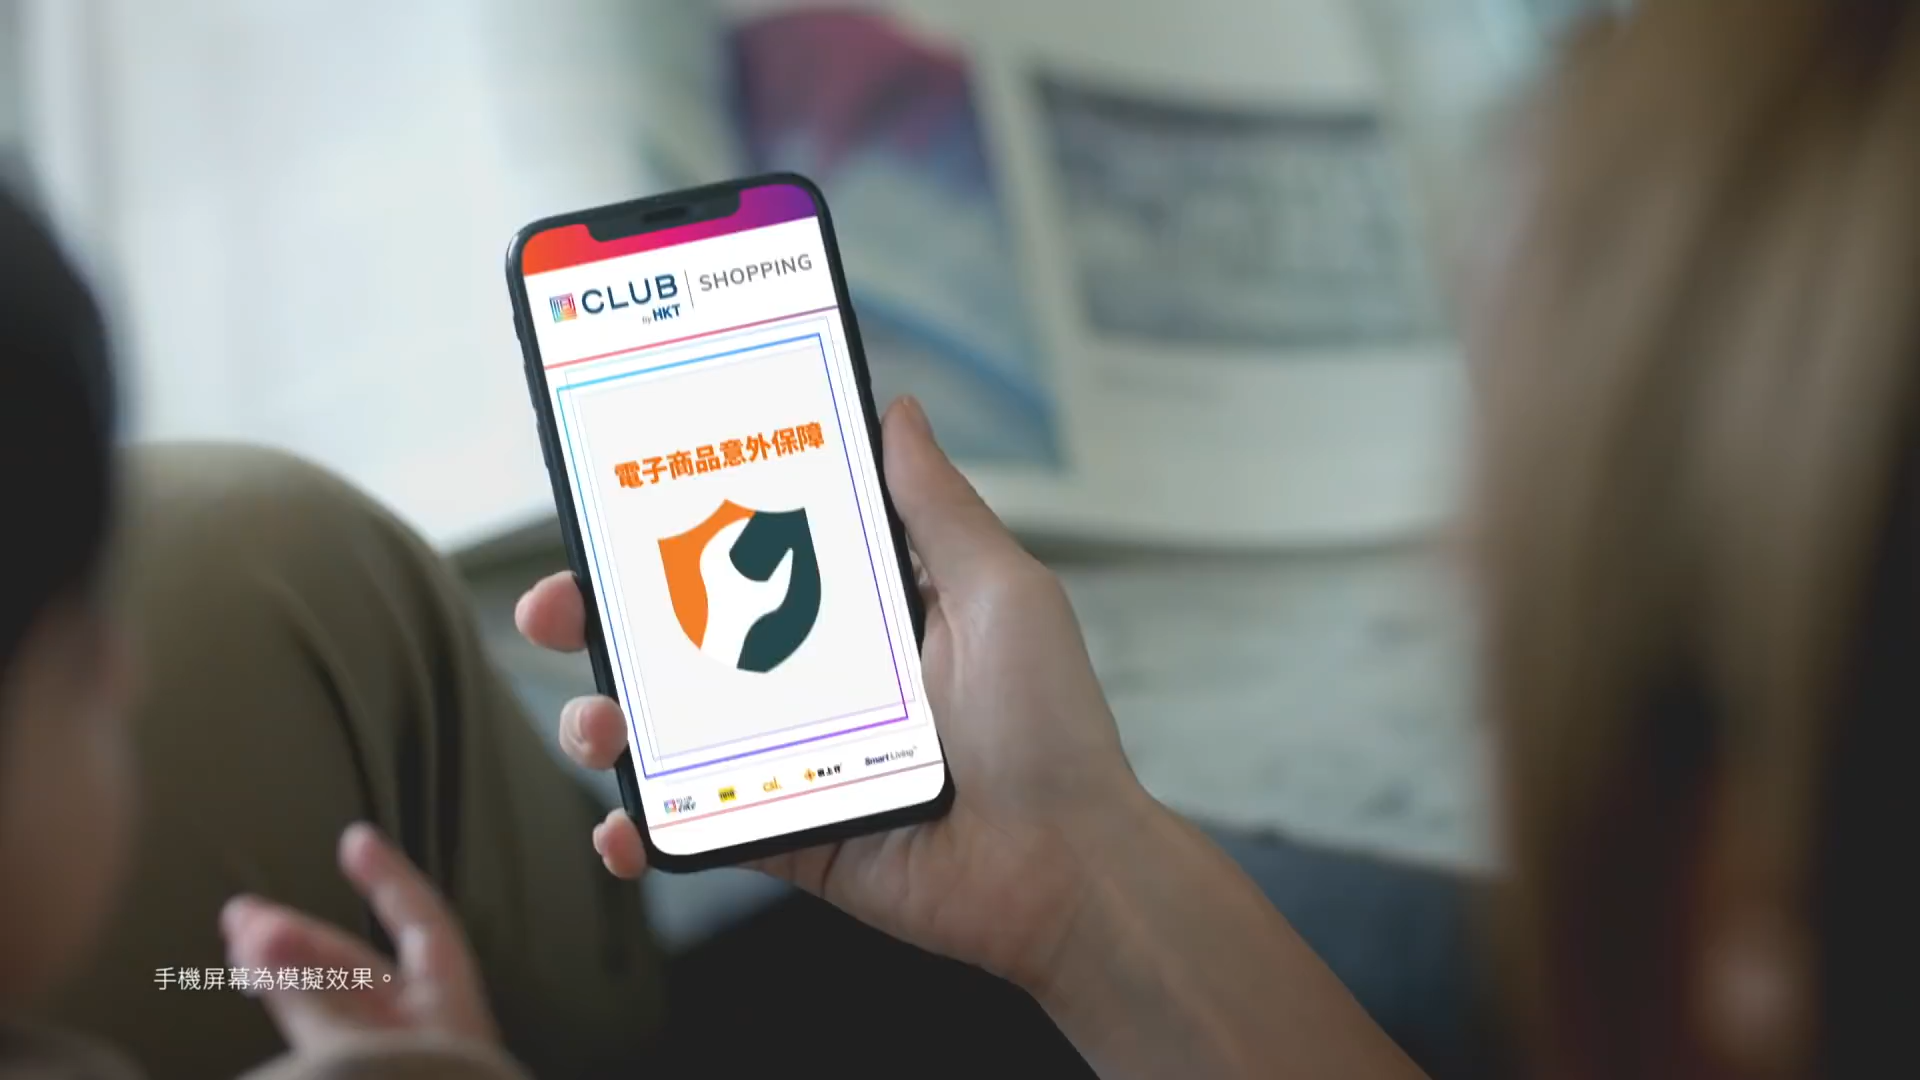 CLUB | SHOPPING
By HKT
電子商品意外保障
csl. Smart Living
手機屏幕為模擬效果。